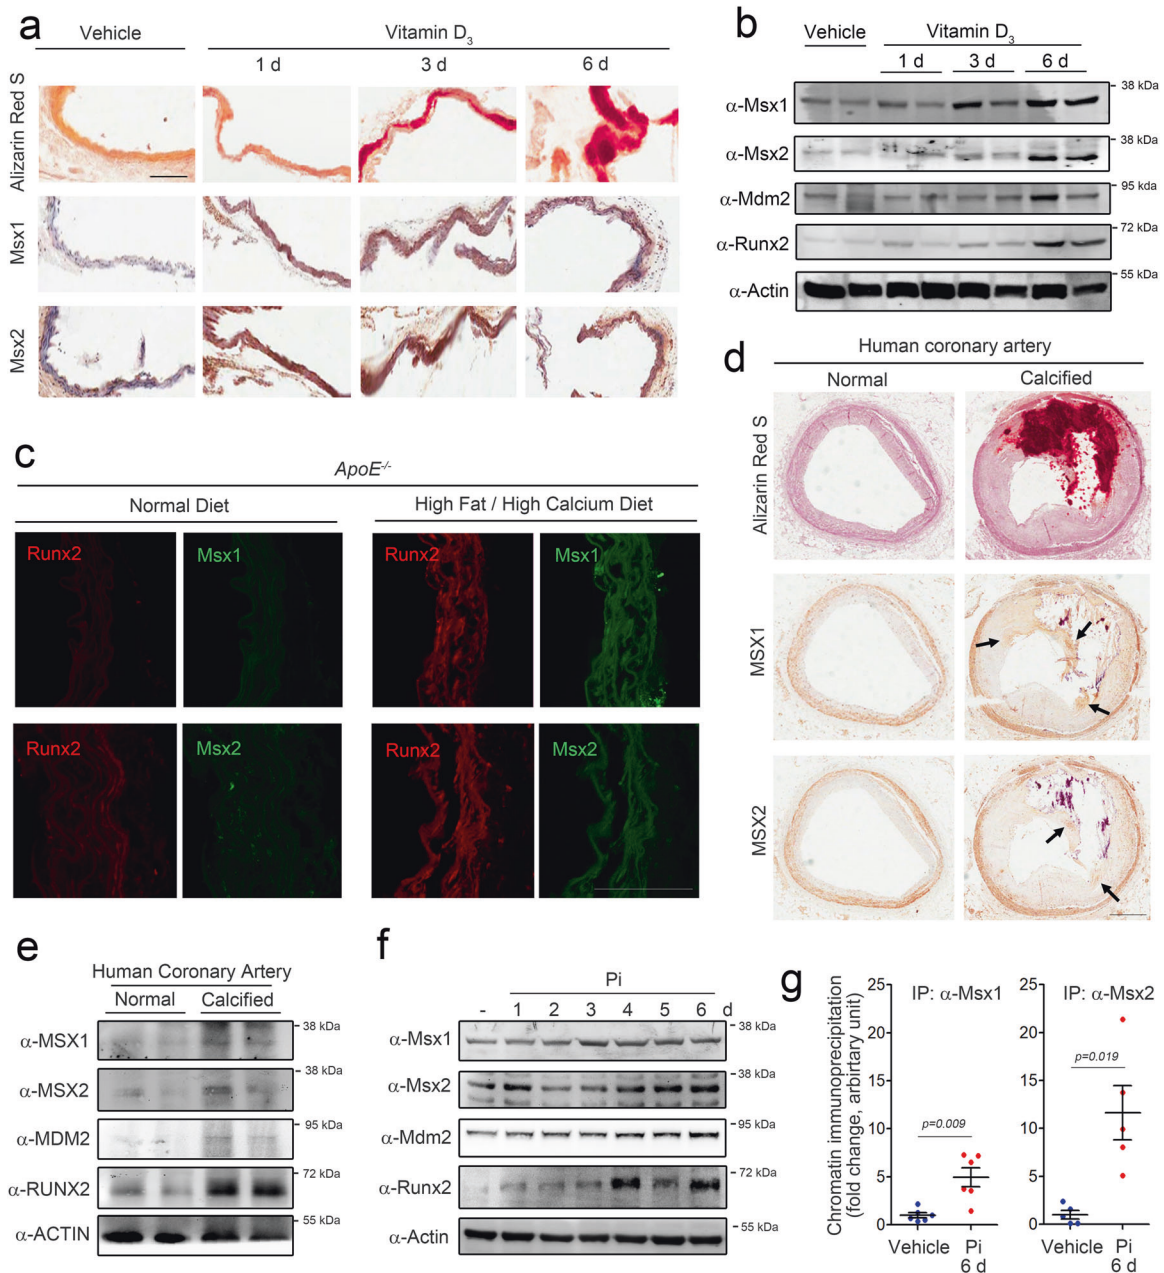 a
Vehicle
Vitamin D3
1 d
3 d
6 d
Alizarin Red S
Msx1
Msx2
b
Vehicle
Vitamin D3
1 d
3 d
6 d
α-Msx1
38 kDa
α-Msx2
38 kDa
α-Mdm2
95 kda
α-Runx2
72 kDa
α-Actin
55 kDa
c
ApoE-/-
Normal Diet
High Fat / High Calcium Diet
Runx2
Msx1
Runx2
Msx1
Runx2
Msx2
Runx2
Msx2
d
Human coronary artery
Normal
Calcified
Alizarin Red S
MSX1
MSX2
e
Human Coronary Artery
Normal
Calcified
α-MSX1
38 kDa
α-MSX2
38 kDa
α-MDM2
95 kDa
α-RUNX2
72 kDa
α-ACTIN
55 kDa
f
Pi
- 1 2 3 4 5 6 d
α-Msx1
38 kDa
α-Msx2
38 kDa
α-Mdm2
95 kDa
α-Runx2
72 kDa
α-Actin
55 kDa
g
Chromatin immunoprecipitation
(fold change, arbirtary unit)
25
20
15
10
5
0
IP: α-Msx1
p=0.009
Vehicle
Pi
6 d
25
20
15
10
5
0
IP: α-Msx2
p=0.019
Vehicle
Pi
6 d